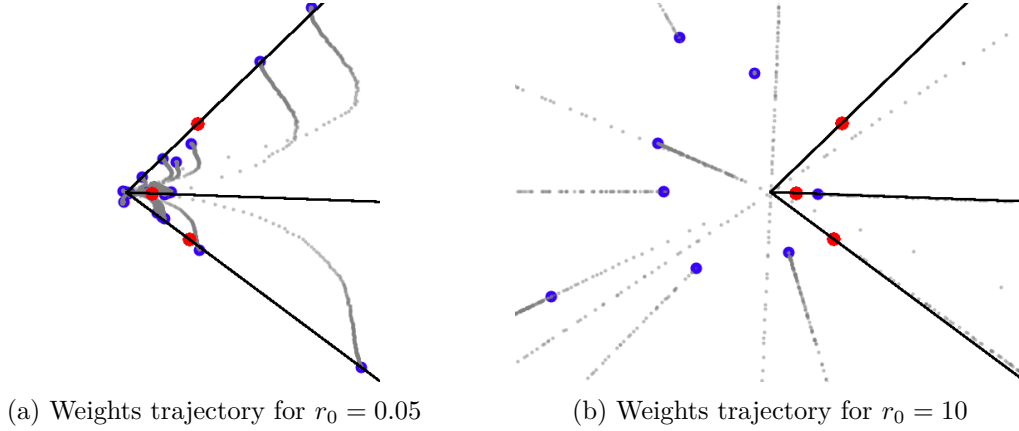 (a) Weights trajectory for r₀ = 0.05
(b) Weights trajectory for r₀ = 10